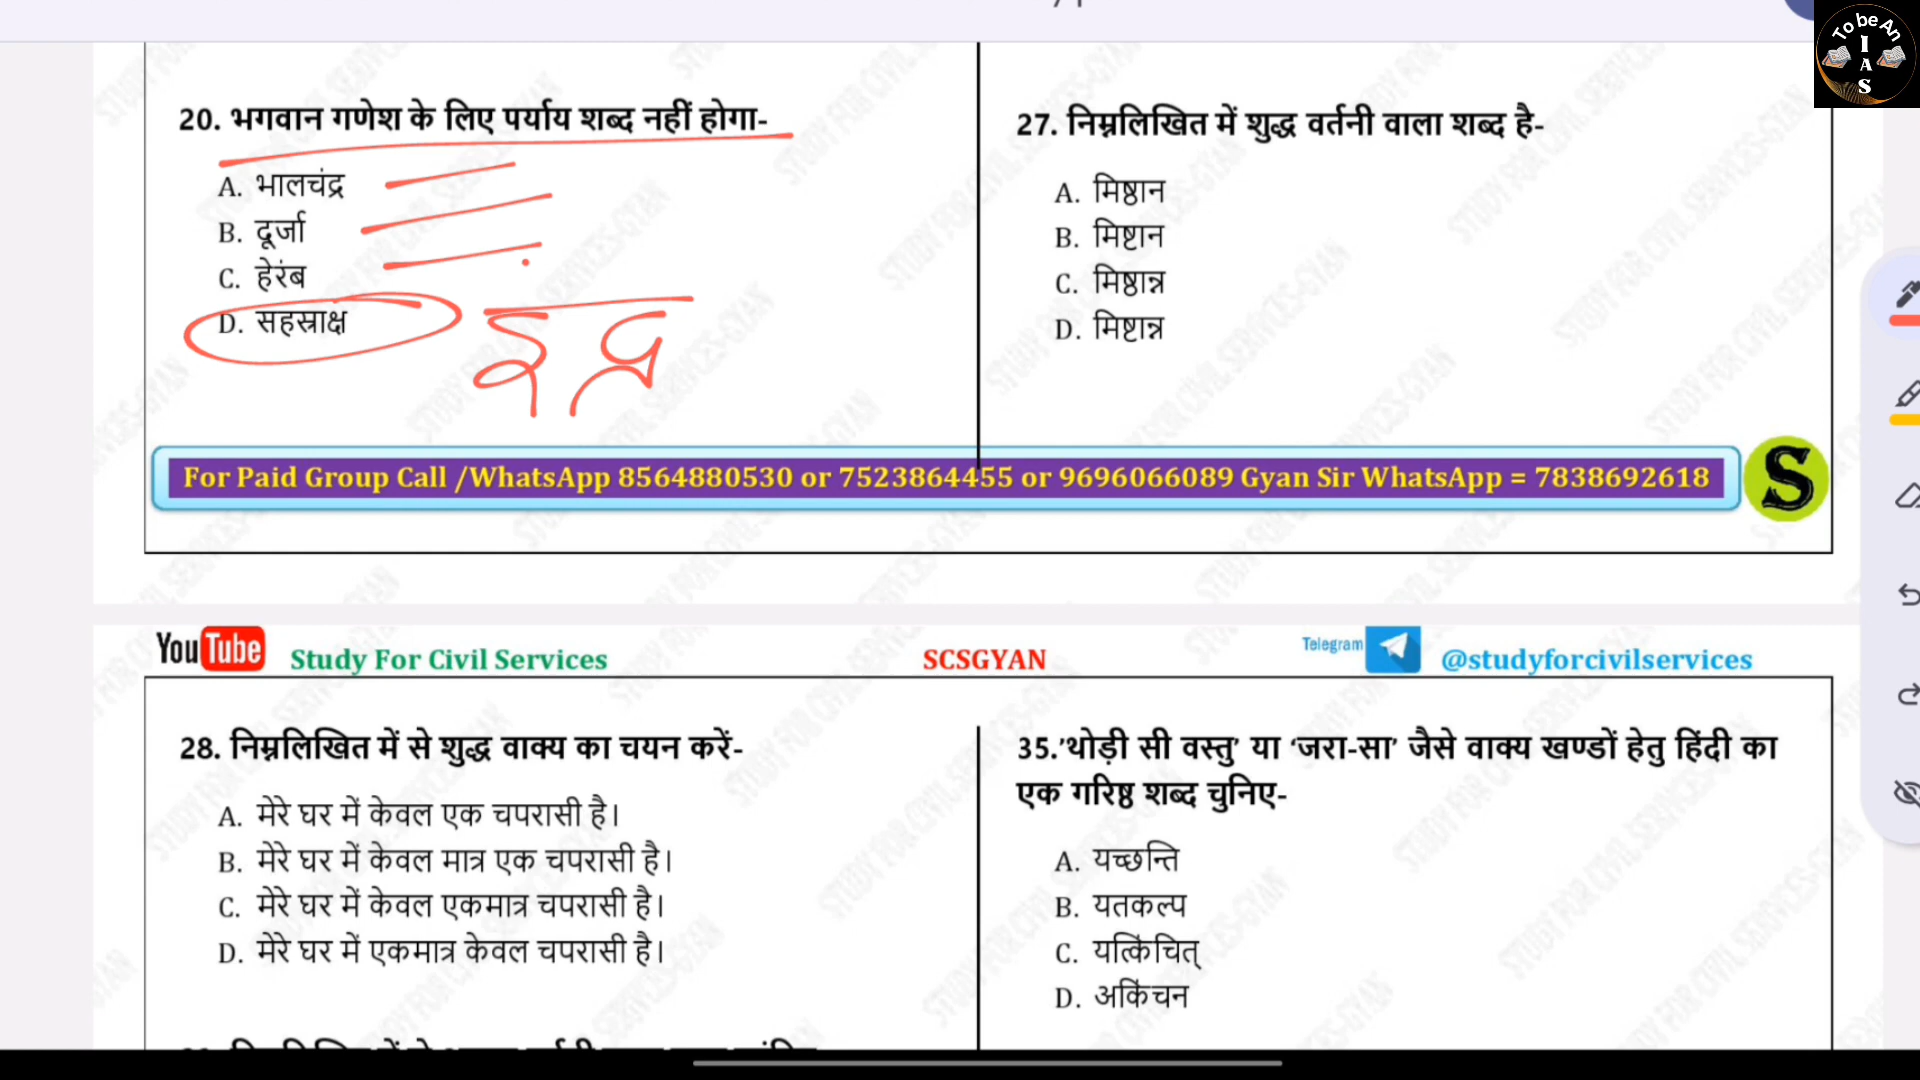 To be An
I
A
S
20. भगवान गणेश के लिए पर्याय शब्द नहीं होगा-
A. भालचंद्र
B. दूर्जा
C. हेरंब
D. सहस्राक्ष
27. निम्नलिखित में शुद्ध वर्तनी वाला शब्द है-
A. मिष्ठान
B. मिष्टान
C. मिष्ठान्न
D. मिष्टान्न
For Paid Group Call /WhatsApp 8564880530 or 7523864455 or 9696066089 Gyan Sir WhatsApp = 7838692618
S
YouTube
Study For Civil Services
SCSGYAN
Telegram
@studyforcivilservices
28. निम्नलिखित में से शुद्ध वाक्य का चयन करें-
A. मेरे घर में केवल एक चपरासी है।
B. मेरे घर में केवल मात्र एक चपरासी है।
C. मेरे घर में केवल एकमात्र चपरासी है।
D. मेरे घर में एकमात्र केवल चपरासी है।
35.'थोड़ी सी वस्तु' या ‘जरा-सा’ जैसे वाक्य खण्डों हेतु हिंदी का
एक गरिष्ठ शब्द चुनिए-
A. यच्छन्ति
B. यतकल्प
C. यत्किंचित्
D. अकिंचन